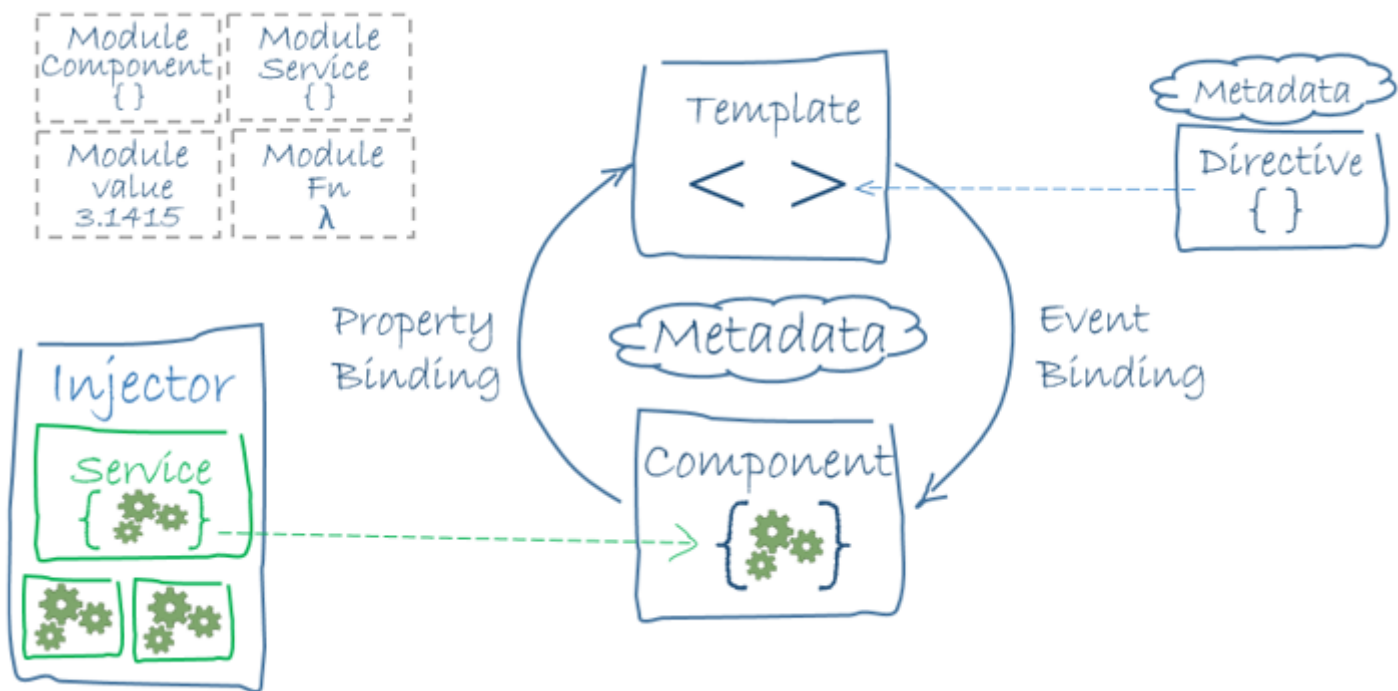 Module
Component
{ }
Module
Service
{ }
Module
value
3.1415
Module
Fn
λ
Template
< >
Metadata
Directive
{ }
Property
Binding
Metadata
Event
Binding
Injector
Service
{ }
Component
{ }